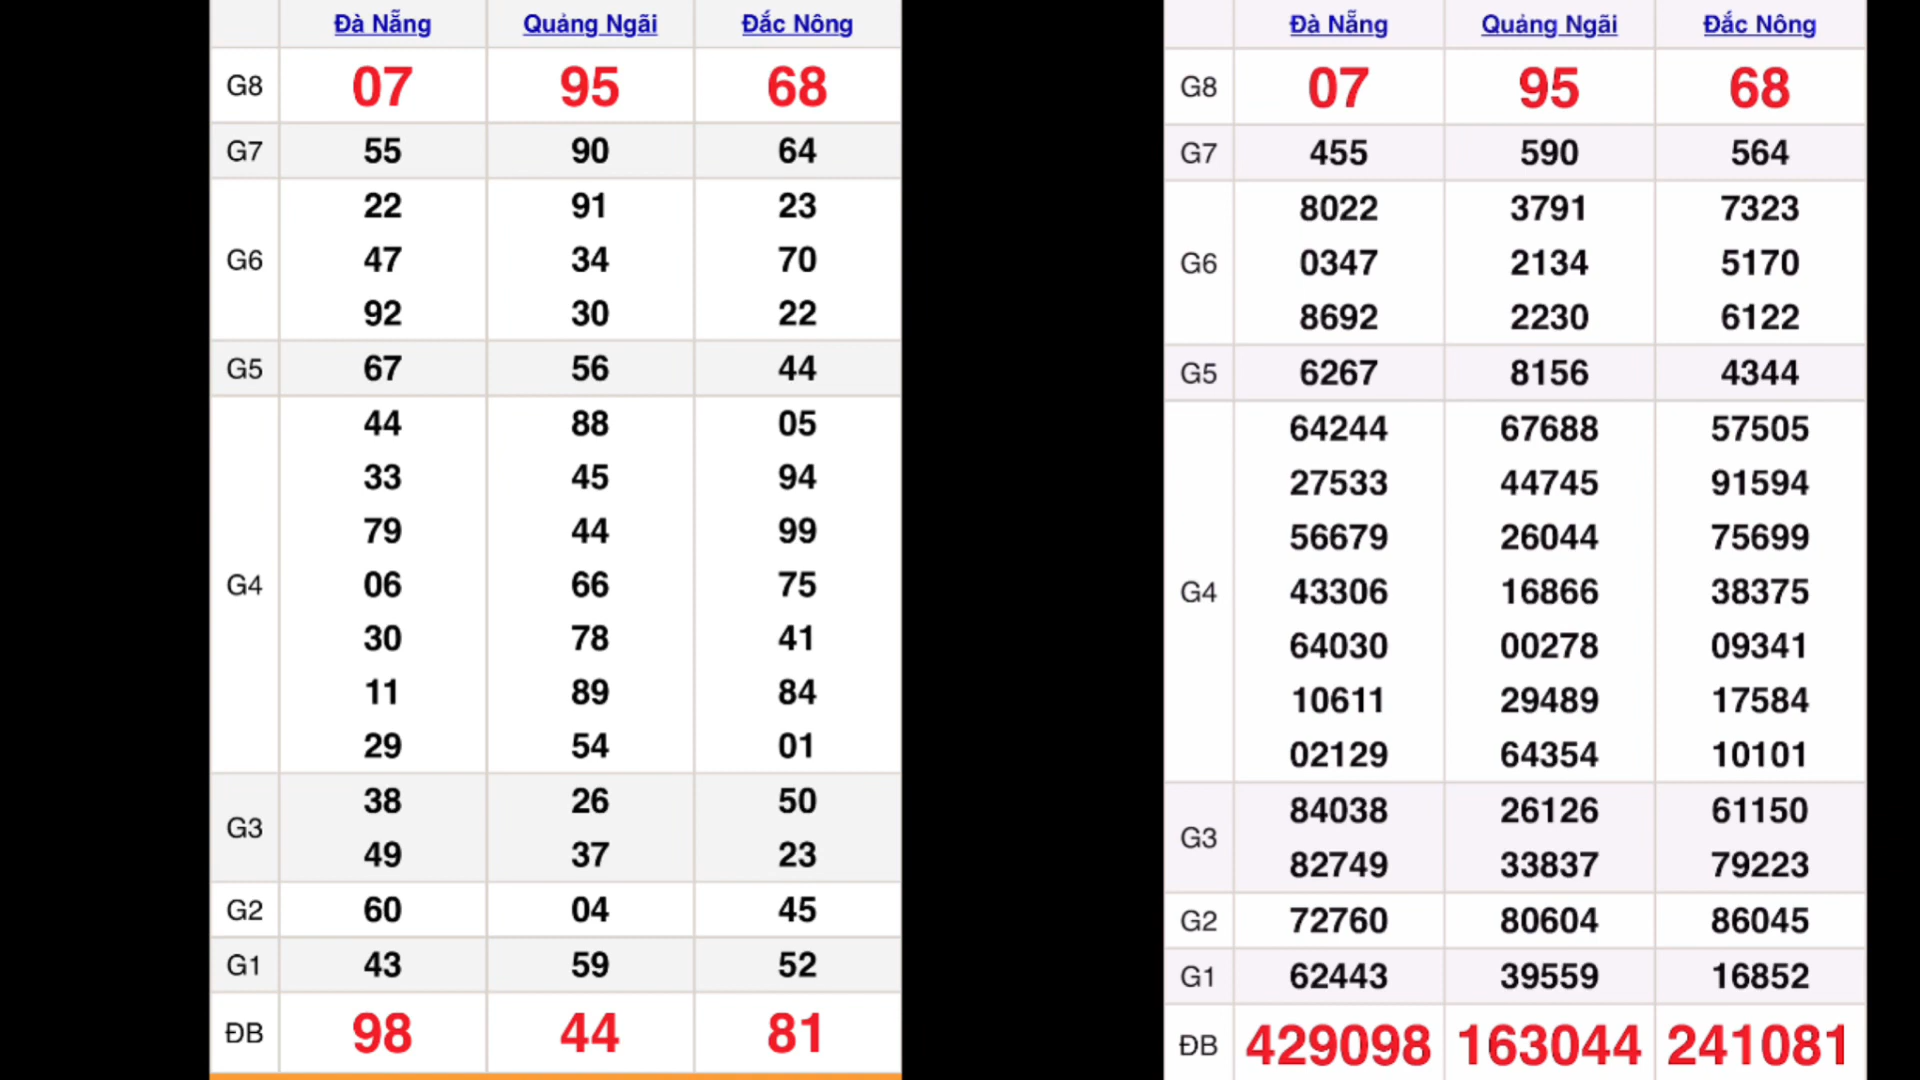 Đà Nẵng Quảng Ngãi Đắc Nông
G8 07 95 68
G7 55 90 64
22 91 23
G6 47 34 70
92 30 22
G5 67 56 44
44 88 05
33 45 94
79 44 99
G4 06 66 75
30 78 41
11 89 84
29 54 01
G3 38 26 50
49 37 23
G2 60 04 45
G1 43 59 52
ĐB 98 44 81
Đà Nẵng Quảng Ngãi Đắc Nông
G8 07 95 68
G7 455 590 564
8022 3791 7323
G6 0347 2134 5170
8692 2230 6122
G5 6267 8156 4344
64244 67688 57505
27533 44745 91594
56679 26044 75699
G4 43306 16866 38375
64030 00278 09341
10611 29489 17584
02129 64354 10101
G3 84038 26126 61150
82749 33837 79223
G2 72760 80604 86045
G1 62443 39559 16852
ĐB 429098 163044 241081